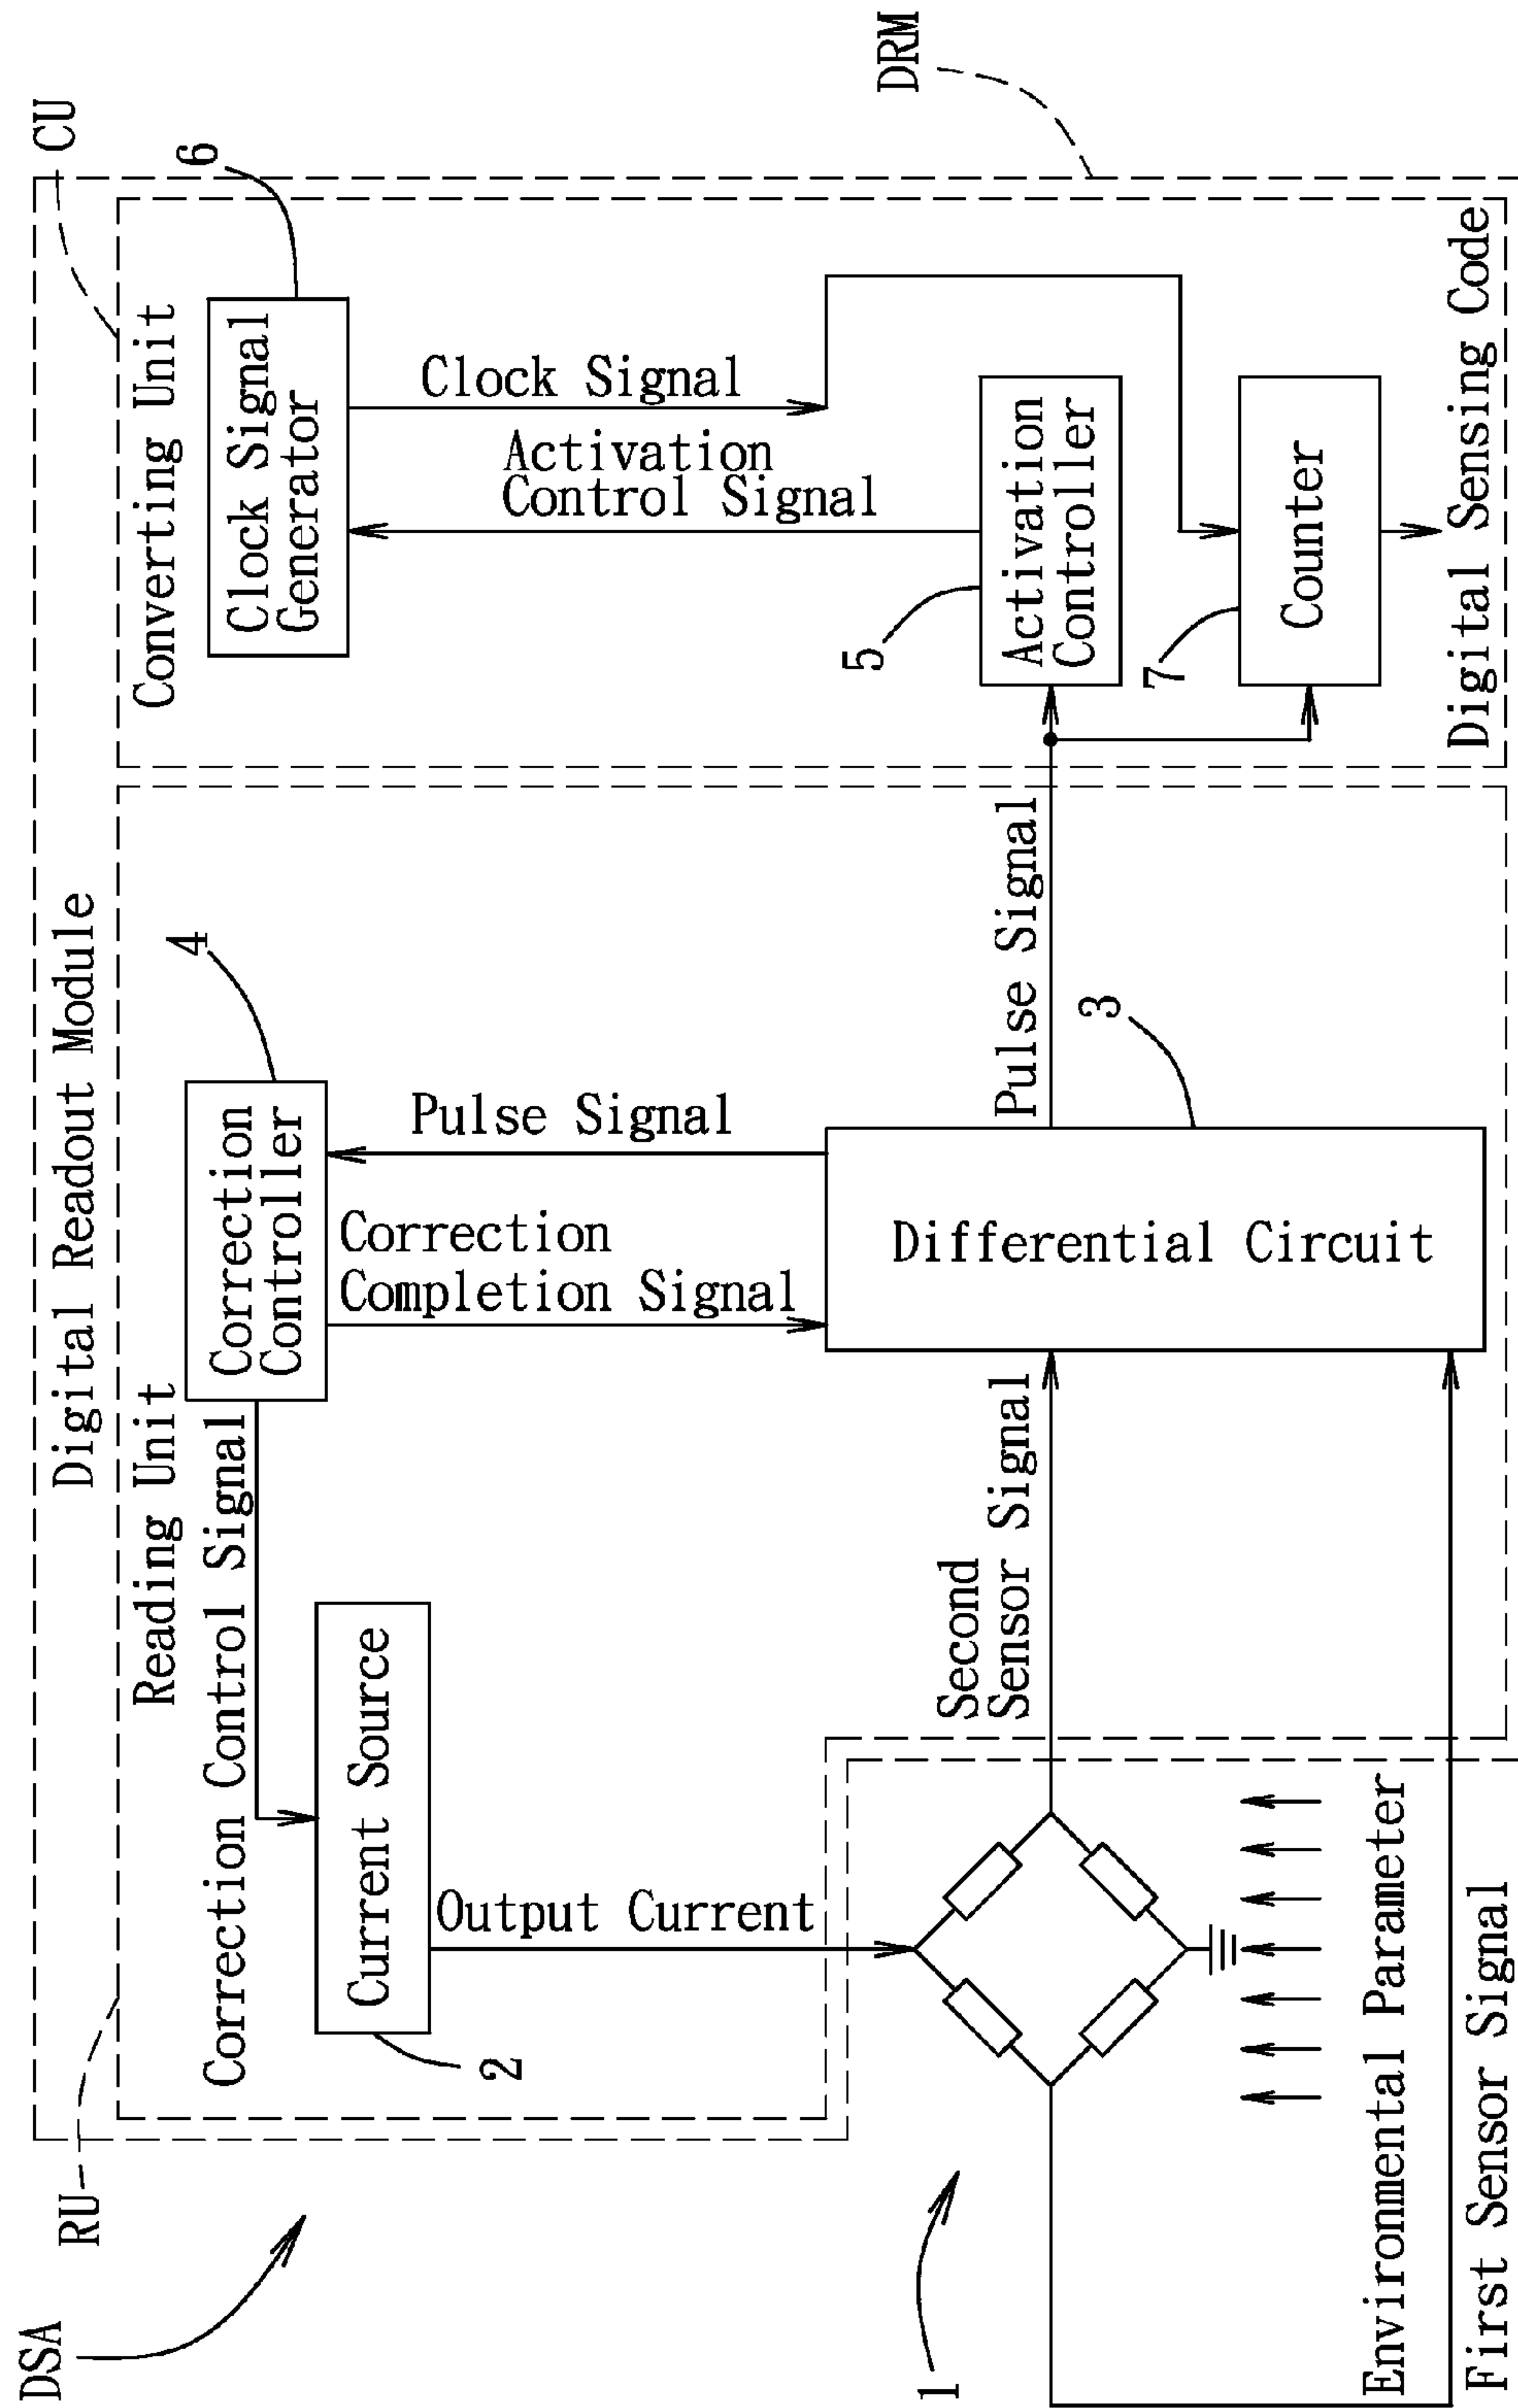 DSA
RU
Digital Readout Module
CU
Reading Unit
Converting Unit
Correction Control Signal
Correction
Controller
4
Clock Signal
Generator
6
Current Source
2
Correction
Completion Signal
Pulse Signal
Clock Signal
Activation
Control Signal
Output Current
DRM
1
Second
Sensor Signal
Differential Circuit
3
Pulse Signal
5
Activation
Controller
7
Counter
Environmental Parameter
First Sensor Signal
Digital Sensing Code